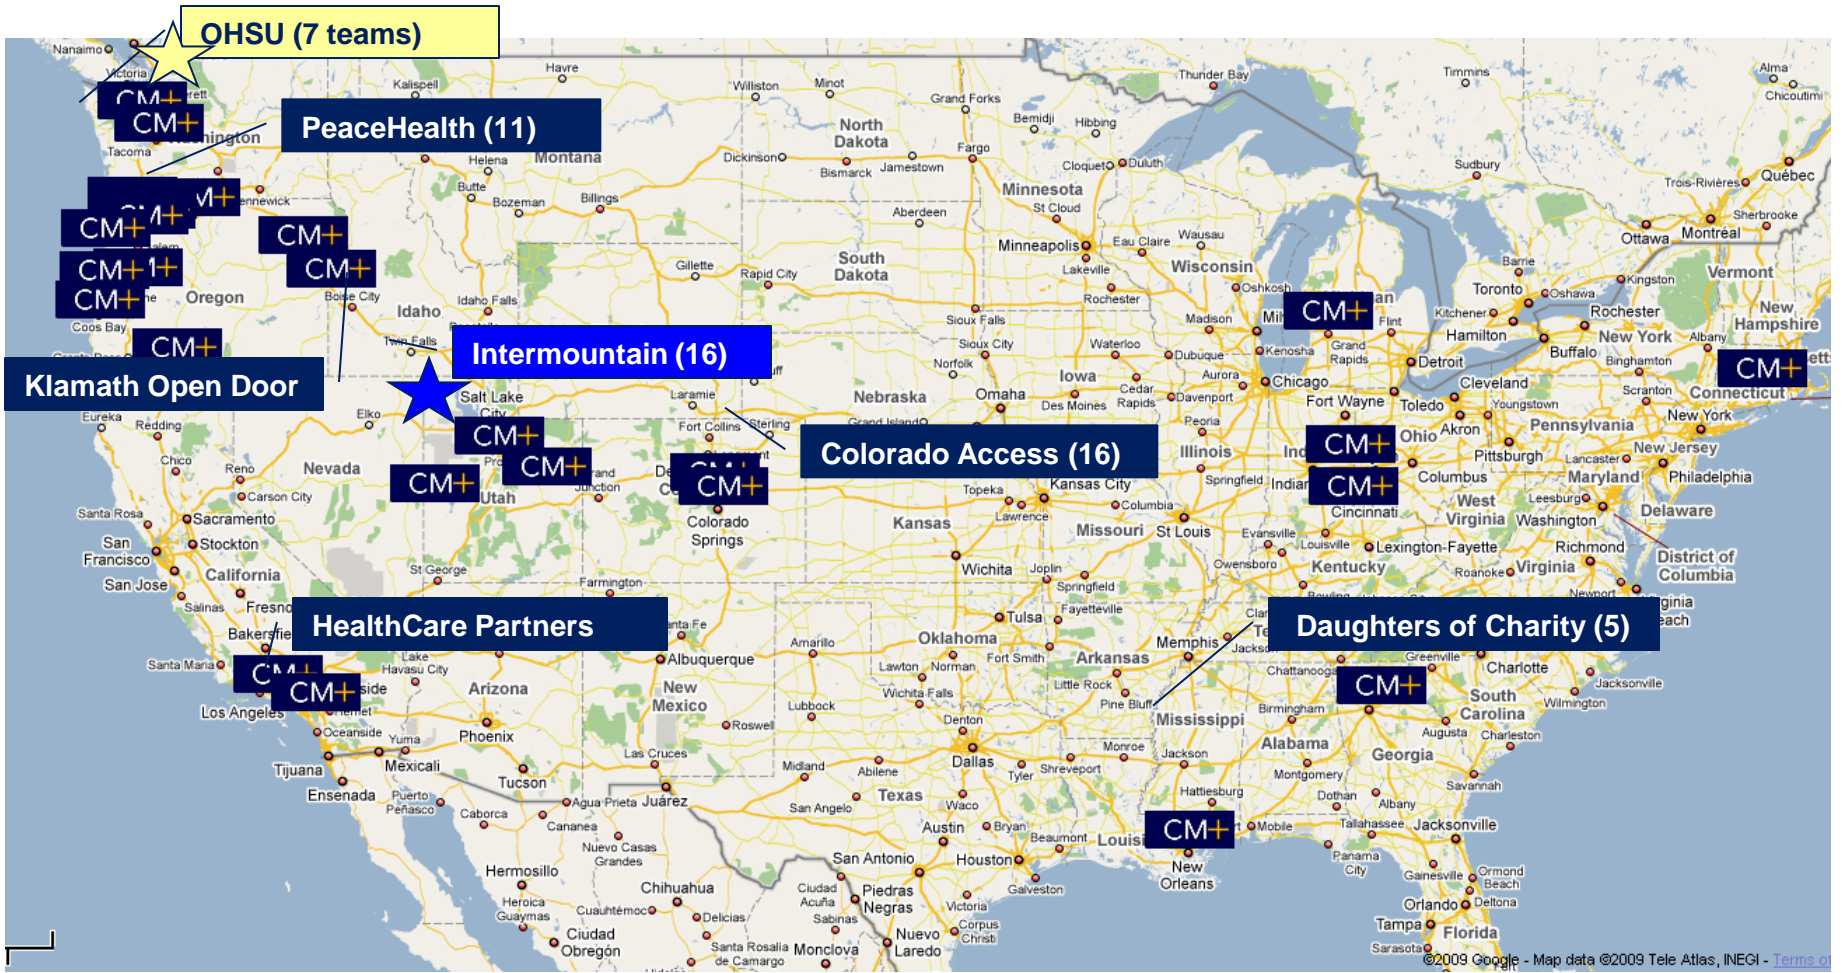 OHSU (7 teams)
Nanaimo
Victoria
Havre
Kalispell
Williston
Minot
Grand Forks
Thunder Bay
Timmins
Alma
Chicoutimi
CM+
CM+
PeaceHealth (11)
Tacoma
Helena
Montana
North
Dakota
Bemidji
Hibbing
Dickinson
Bismarck
Jamestown
Fargo
Cloquet
Duluth
Sudbury
Trois-Rivières
Québec
Butte
Bozeman
Billings
Minnesota
St Cloud
Aberdeen
Sherbrooke
CM+
CM+
CM+
Minneapolis
Eau Claire
Wausau
Ottawa
Montréal
CM+
CM+
Gillette
Rapid City
South
Dakota
Lakeville
Wisconsin
Barrie
Kingston
Vermont
CM+
Oregon
Boise City
Idaho
Idaho Falls
Rochester
Oshkosh
CM+
Toronto
Oshawa
Rochester
New
Hampshire
Coos Bay
Sioux Falls
Madison
Flint
Kitchener
Hamilton
New York
Albany
CM+
Twin Falls
Intermountain (16)
Sioux City
Waterloo
Dubuque
Kenosha
Grand
Rapids
Detroit
Buffalo
Binghamton
CM+
Klamath Open Door
Norfolk
Iowa
Aurora
Chicago
Cleveland
Scranton
Connecticut
Eureka
Redding
Elko
Salt Lake
City
Laramie
Nebraska
Omaha
Des Moines
Cedar
Rapids
Davenport
Fort Wayne
Toledo
Youngstown
New York
Fort Collins
Sterling
Grand Island
Peoria
Akron
Pennsylvania
CM+
CM+
Colorado Access (16)
Illinois
CM+
Ohio
Pittsburgh
Lancaster
New Jersey
Chico
Reno
Nevada
CM+
Utah
CM+
CM+
Kansas City
Springfield
CM+
Columbus
Maryland
Philadelphia
Carson City
Junction
Topeka
Lawrence
Columbia
Cincinnati
West
Virginia
Leesburg
Washington
Delaware
Santa Rosa
Sacramento
Colorado
Springs
Kansas
Missouri
St Louis
San
Francisco
Stockton
Evansville
Louisville
Lexington-Fayette
Richmond
District of
Columbia
San Jose
California
St George
Farmington
Wichita
Joplin
Springfield
Owensboro
Kentucky
Roanoke
Virginia
Salinas
Fresno
Newport
HealthCare Partners
Tulsa
Fayetteville
Daughters of Charity (5)
Santa Maria
Lake
Havasu City
Albuquerque
Amarillo
Oklahoma
Lawton
Norman
Fort Smith
Arkansas
Memphis
Chattanooga
Greenville
Charlotte
CM+
CM+
Los Angeles
Arizona
New
Mexico
Wichita Falls
Little Rock
Pine Bluff
CM+
South
Carolina
Jacksonville
Wilmington
Oceanside
Yuma
Phoenix
Roswell
Lubbock
Denton
Mississippi
Birmingham
Augusta
Charleston
Tijuana
Mexicali
Tucson
Las Cruces
Midland
Abilene
Dallas
Tyler
Shreveport
Monroe
Jackson
Alabama
Montgomery
Georgia
Savannah
Ensenada
Puerto
Peñasco
Caborca
Agua Prieta
Juárez
San Angelo
Texas
Waco
Hattiesburg
Dothan
Albany
Cananea
Nuevo Casas
Grandes
Austin
Bryan
Beaumont
CM+
Mobile
Tallahassee
Jacksonville
San Antonio
Houston
New
Orleans
Panama
City
Hermosillo
Chihuahua
Galveston
Gainesville
Ormond
Beach
Heroica
Guaymas
Cuauhtémoc
Delicias
Ciudad
Acuña
Piedras
Negras
Victoria
Orlando
Deltona
Ciudad
Obregón
Sabinas
Corpus
Christi
Tampa
Florida
Santa Rosalia
de Camargo
Monclova
Nuevo
Laredo
Sarasota
©2009 Google - Map data ©2009 Tele Atlas, INEGI - Terms of